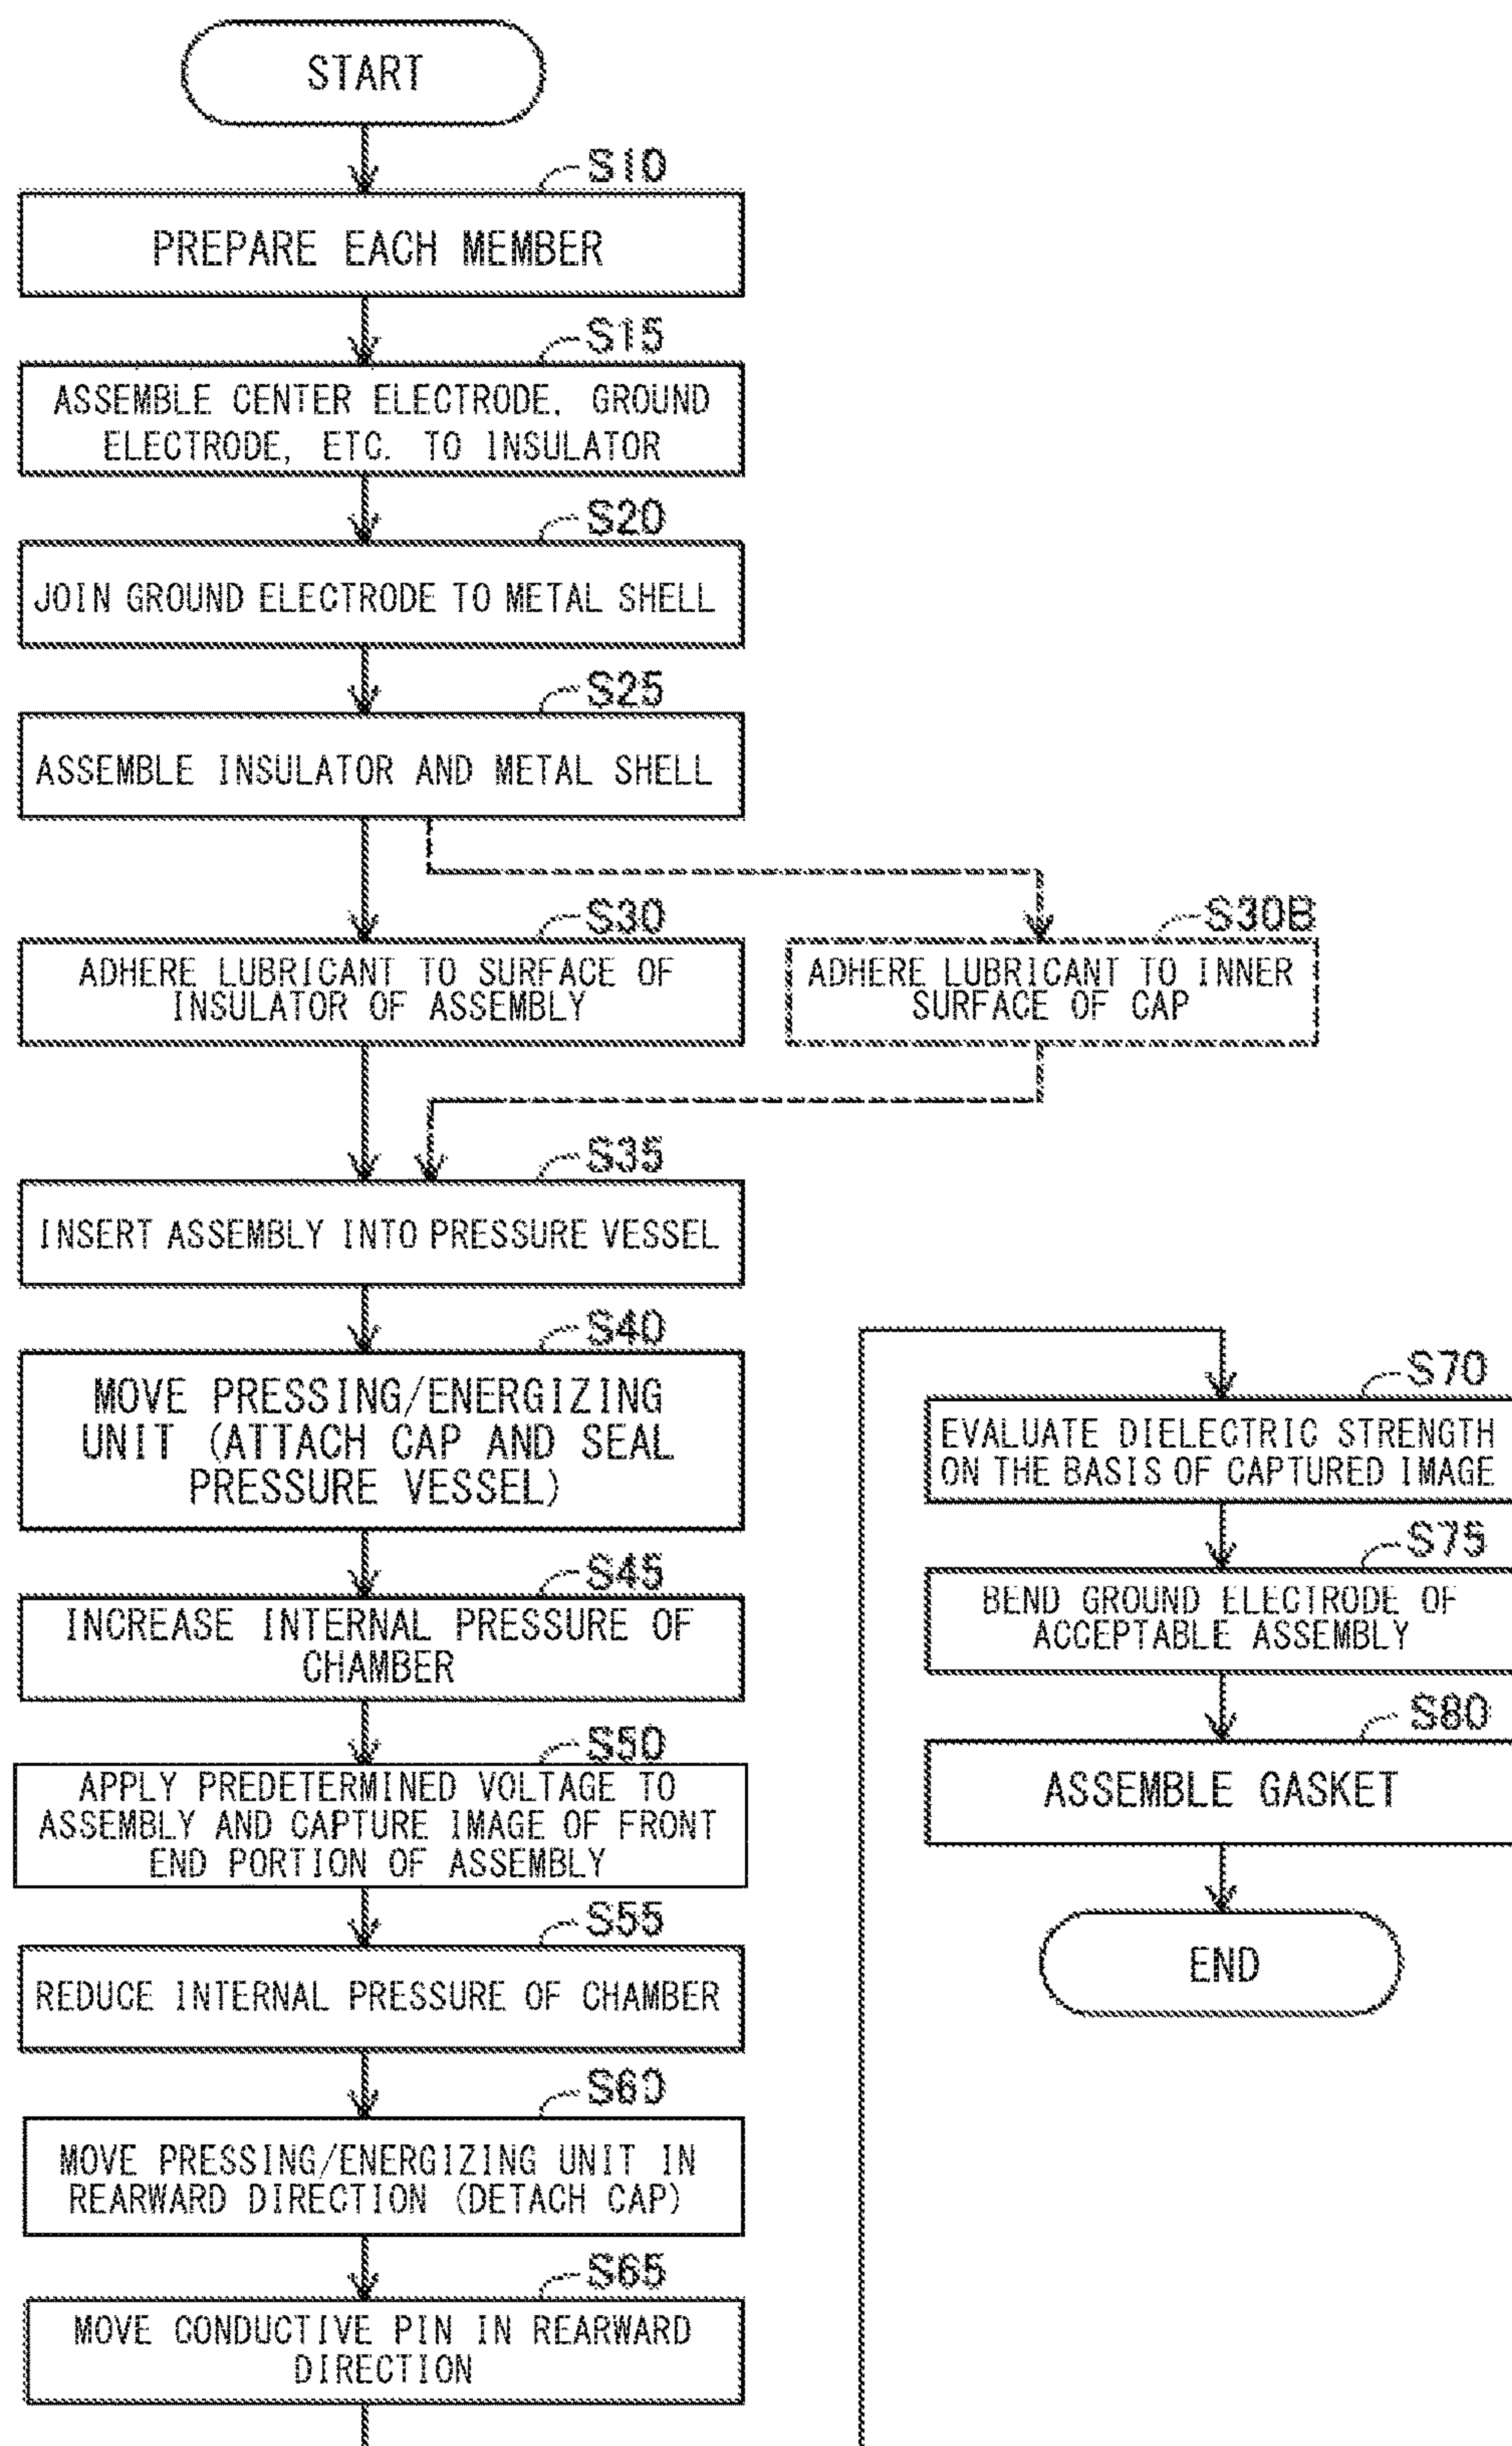 START
S10
PREPARE EACH MEMBER
S15
ASSEMBLE CENTER ELECTRODE, GROUND
ELECTRODE, ETC. TO INSULATOR
S20
JOIN GROUND ELECTRODE TO METAL SHELL
S25
ASSEMBLE INSULATOR AND METAL SHELL
S30
ADHERE LUBRICANT TO SURFACE OF
INSULATOR OF ASSEMBLY
S30B
ADHERE LUBRICANT TO INNER
SURFACE OF CAP
S35
INSERT ASSEMBLY INTO PRESSURE VESSEL
S40
MOVE PRESSING/ENERGIZING
UNIT (ATTACH CAP AND SEAL
PRESSURE VESSEL)
S45
INCREASE INTERNAL PRESSURE OF
CHAMBER
S50
APPLY PREDETERMINED VOLTAGE TO
ASSEMBLY AND CAPTURE IMAGE OF FRONT
END PORTION OF ASSEMBLY
S55
REDUCE INTERNAL PRESSURE OF CHAMBER
S60
MOVE PRESSING/ENERGIZING UNIT IN
REARWARD DIRECTION (DETACH CAP)
S65
MOVE CONDUCTIVE PIN IN REARWARD
DIRECTION
S70
EVALUATE DIELECTRIC STRENGTH
ON THE BASIS OF CAPTURED IMAGE
S75
BEND GROUND ELECTRODE OF
ACCEPTABLE ASSEMBLY
S80
ASSEMBLE GASKET
END